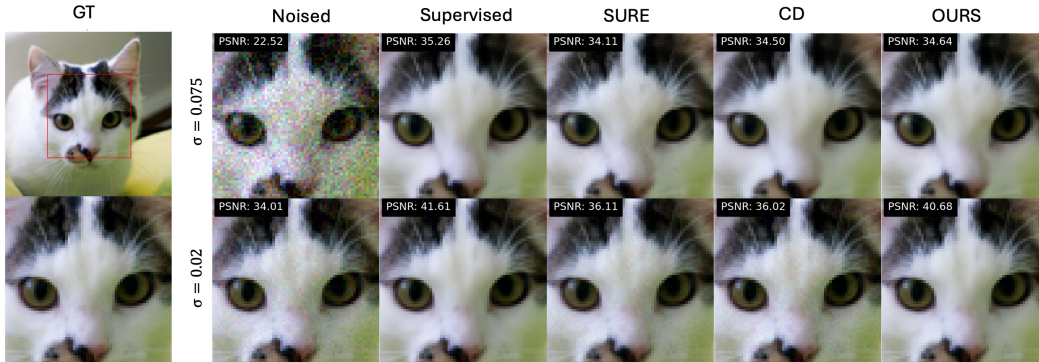 GT Noised Supervised SURE CD OURS
σ = 0.075
PSNR: 22.52 PSNR: 35.26 PSNR: 34.11 PSNR: 34.50 PSNR: 34.64
σ = 0.02
PSNR: 34.01 PSNR: 41.61 PSNR: 36.11 PSNR: 36.02 PSNR: 40.68